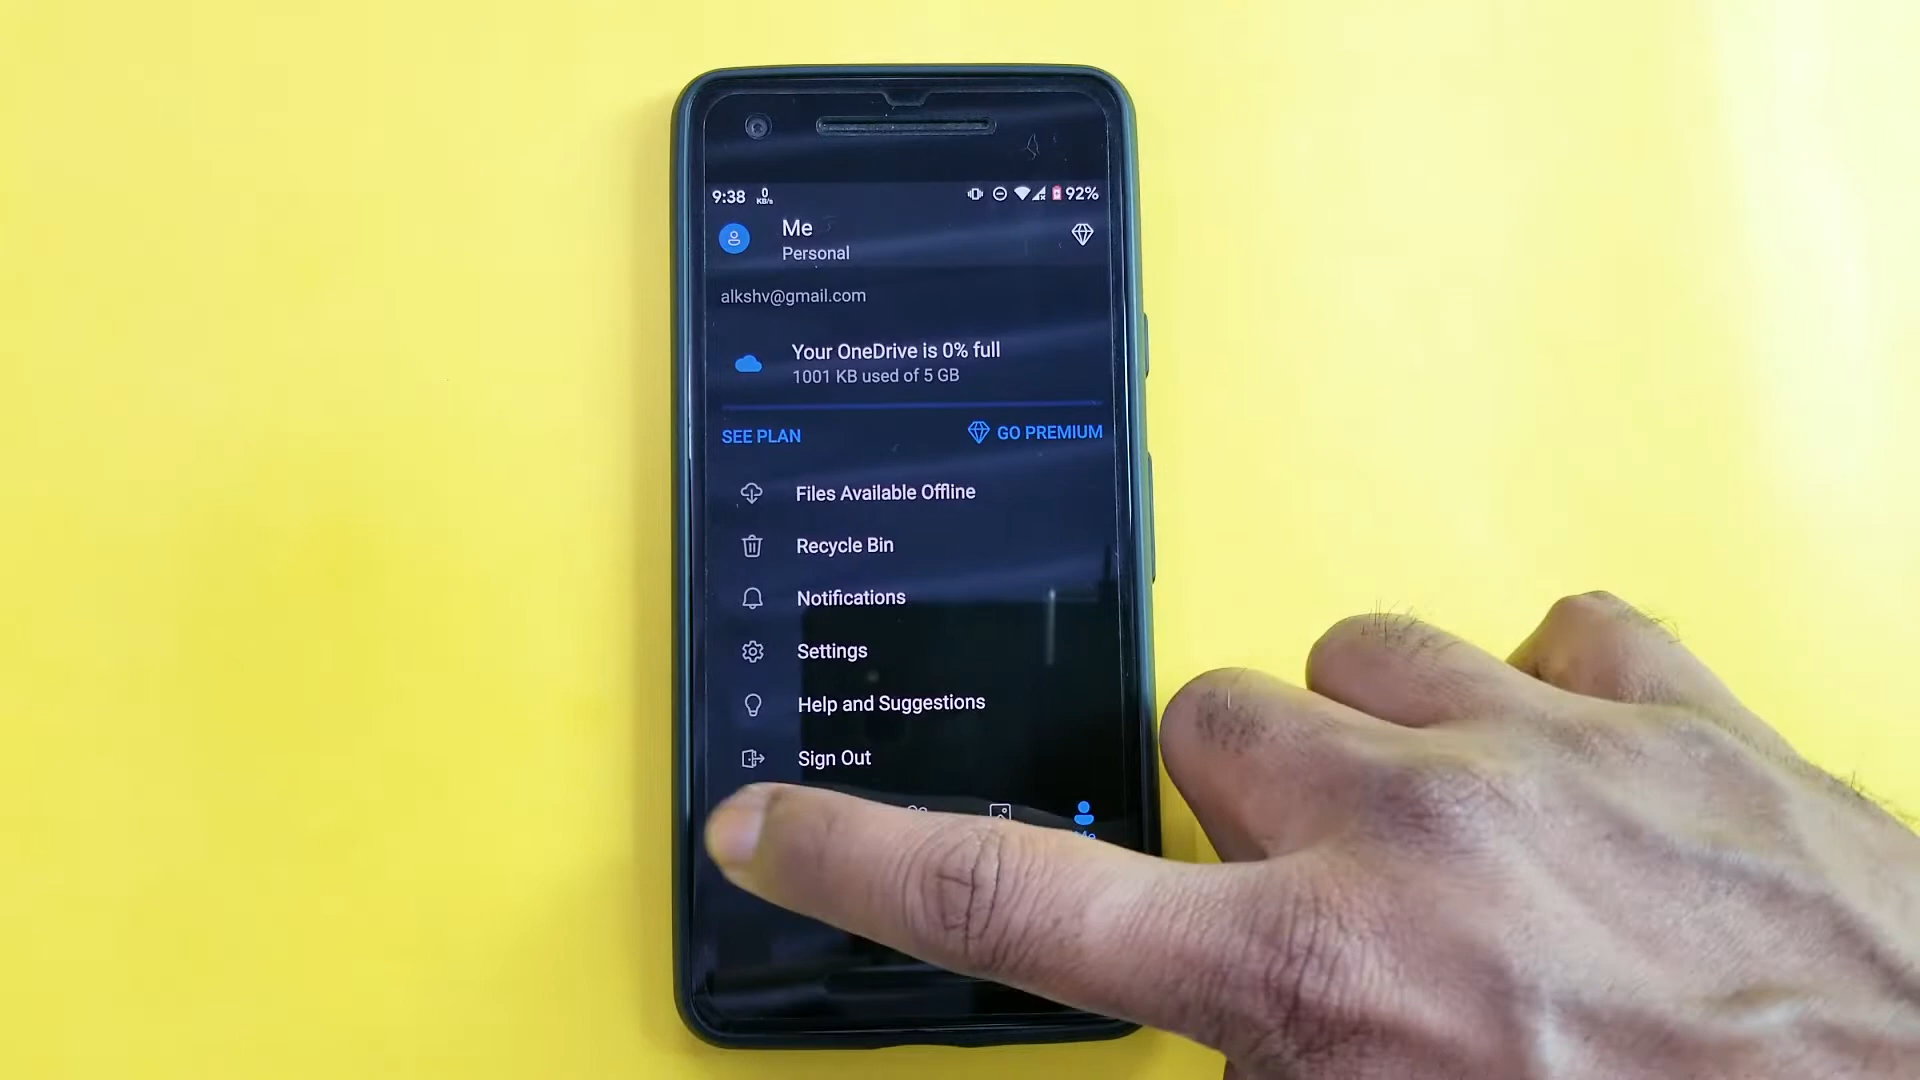 9:38 0 KB/s 92%
Me
Personal
alkshv@gmail.com
Your OneDrive is 0% full
1001 KB used of 5 GB
SEE PLAN GO PREMIUM
Files Available Offline
Recycle Bin
Notifications
Settings
Help and Suggestions
Sign Out
Me